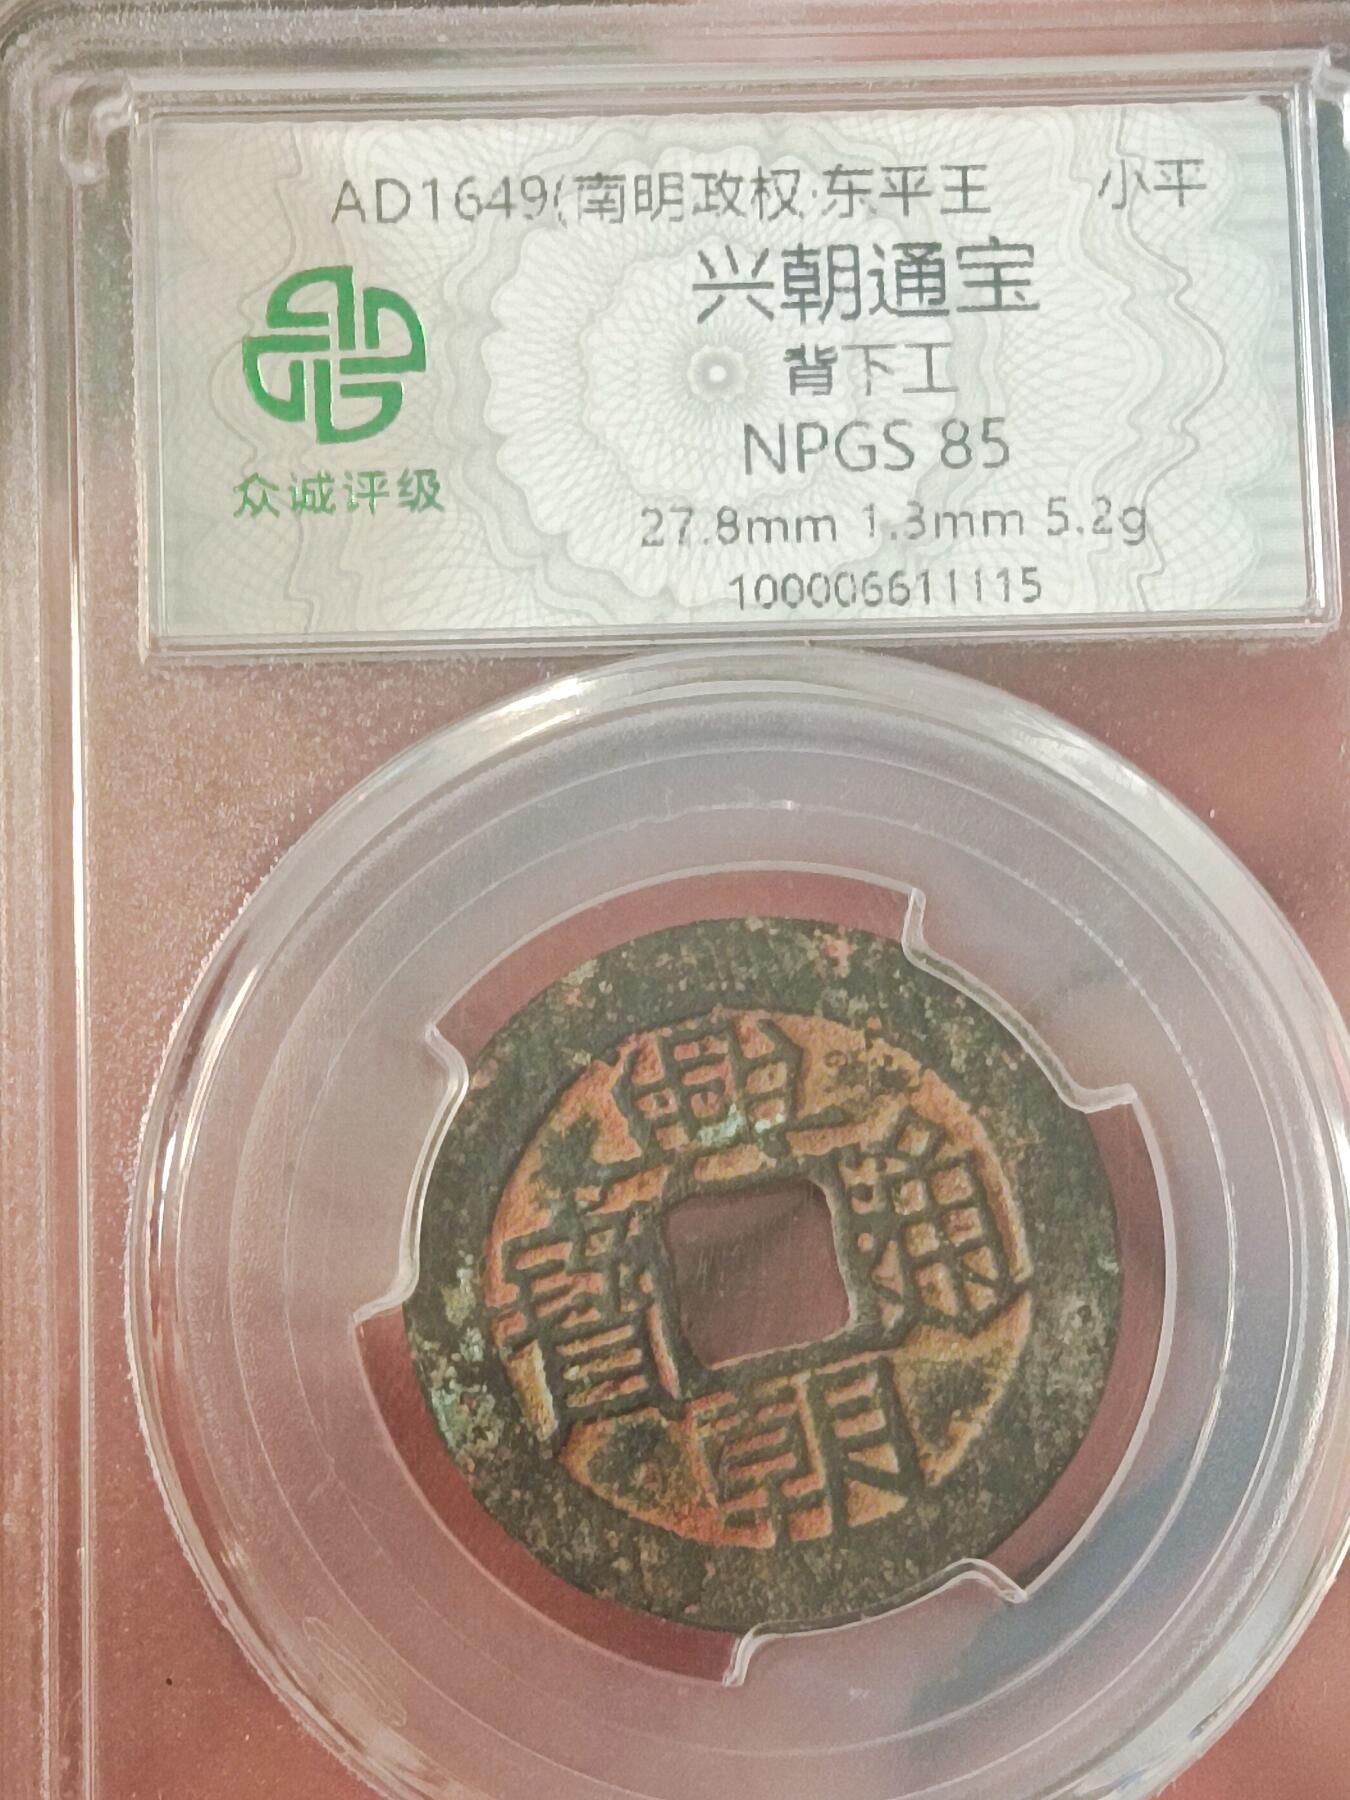 AD1649(南明政权·东平王 小平
兴朝通宝
背下工
NPGS 85
27.8mm 1.3mm 5.2g
100006611115
众诚评级
興朝通寶